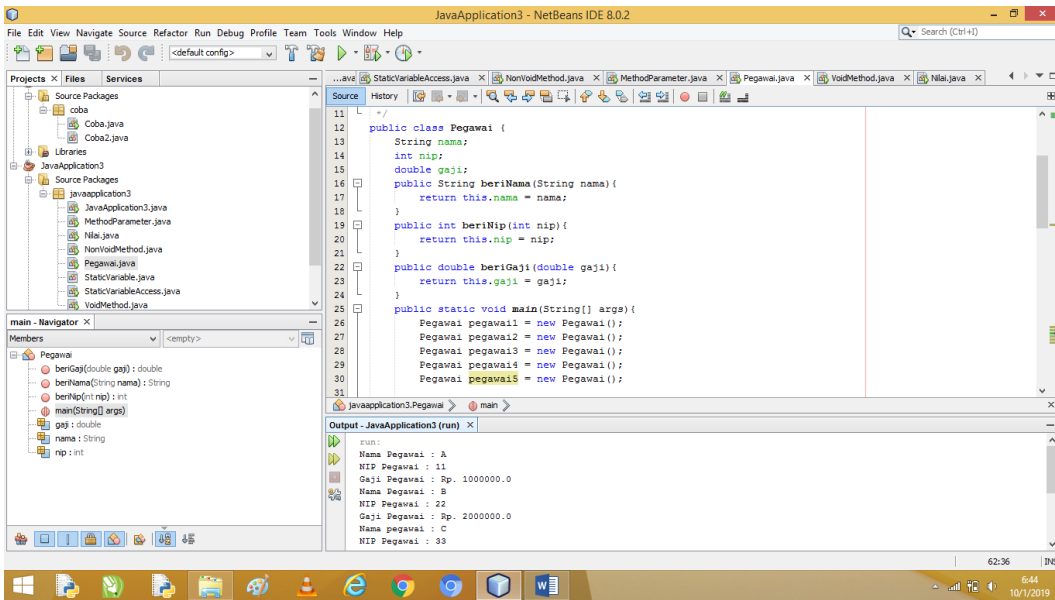 JavaApplication3 - NetBeans IDE 8.0.2
File Edit View Navigate Source Refactor Run Debug Profile Team Tools Window Help
Search (Ctrl+I)
<default config>
Projects Files Services
Source Packages
coba
Coba.java
Coba2.java
Libraries
JavaApplication3
Source Packages
javaapplication3
JavaApplication3.java
MethodParameter.java
Nilai.java
NonVoidMethod.java
Pegawai.java
StaticVariable.java
StaticVariableAccess.java
VoidMethod.java
main - Navigator
Members <empty>
Pegawai
beriGaji(double gaji) : double
beriNama(String nama) : String
beriNip(int nip) : int
main(String[] args)
gaji : double
nama : String
nip : int
...ava StaticVariableAccess.java NonVoidMethod.java MethodParameter.java Pegawai.java VoidMethod.java Nilai.java
Source History
11 */
12 public class Pegawai {
13 String nama;
14 int nip;
15 double gaji;
16 public String beriNama(String nama){
17 return this.nama = nama;
18 }
19 public int beriNip(int nip){
20 return this.nip = nip;
21 }
22 public double beriGaji(double gaji){
23 return this.gaji = gaji;
24 }
25 public static void main(String[] args){
26 Pegawai pegawai1 = new Pegawai();
27 Pegawai pegawai2 = new Pegawai();
28 Pegawai pegawai3 = new Pegawai();
29 Pegawai pegawai4 = new Pegawai();
30 Pegawai pegawai5 = new Pegawai();
31
javaapplication3.Pegawai main
Output - JavaApplication3 (run)
run:
Nama Pegawai : A
NIP Pegawai : 11
Gaji Pegawai : Rp. 1000000.0
Nama Pegawai : B
NIP Pegawai : 22
Gaji Pegawai : Rp. 2000000.0
Nama pegawai : C
NIP Pegawai : 33
62:36 INS
6:44
10/1/2019